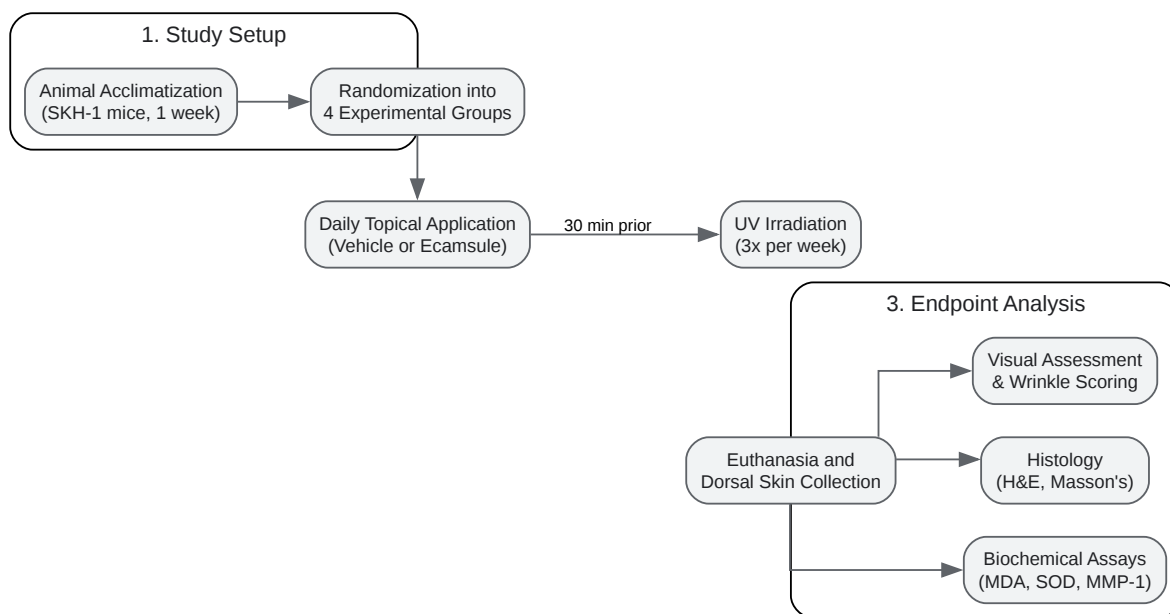 1. Study Setup
Animal Acclimatization
(SKH-1 mice, 1 week)
Randomization into
4 Experimental Groups
Daily Topical Application
(Vehicle or Ecamsule)
30 min prior
UV Irradiation
(3x per week)
3. Endpoint Analysis
Visual Assessment
& Wrinkle Scoring
Euthanasia and
Dorsal Skin Collection
Histology
(H&E, Masson's)
Biochemical Assays
(MDA, SOD, MMP-1)